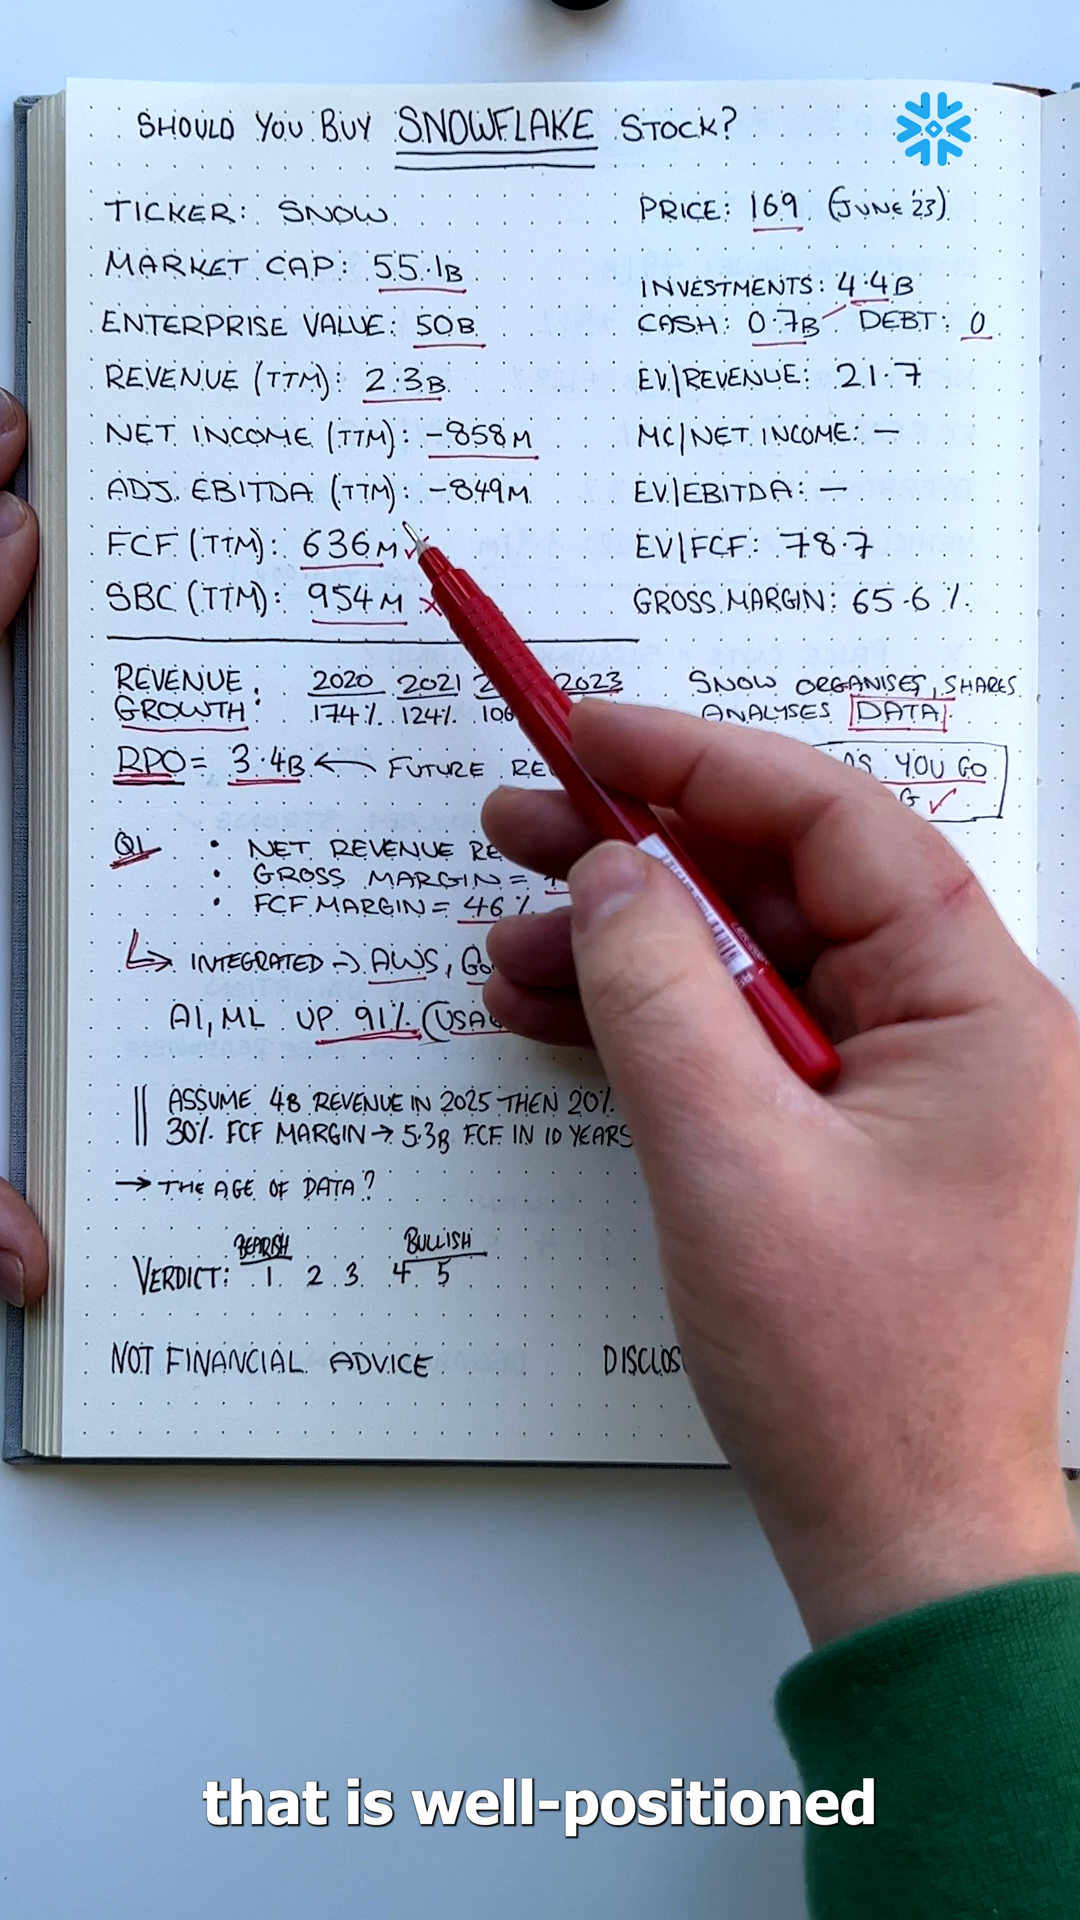 SHOULD YOU BUY SNOWFLAKE STOCK?
TICKER: SNOW
PRICE: 169 (JUNE '23)
MARKET CAP: 55.1B
INVESTMENTS: 4.4B
ENTERPRISE VALUE: 50B
CASH: 0.7B DEBT: 0
REVENUE (TTM): 2.3B
EV/REVENUE: 21.7
NET INCOME (TTM): -858M
MC/NET INCOME: —
ADJ. EBITDA (TTM): -849M
EV/EBITDA: —
FCF (TTM): 636M ✓
EV/FCF: 78.7
SBC (TTM): 954M ×
GROSS MARGIN: 65.6%
REVENUE GROWTH: 2020 2021 2023
174% 124% 106
SNOW ORGANISES, SHARES
ANALYSES DATA
RPO = 3.4B ← FUTURE
AS YOU GO
✓
Q1
• NET REVENUE
• GROSS MARGIN =
• FCF MARGIN = 46%
↳ INTEGRATED → AWS,
AI, ML UP 91%
ASSUME 4B REVENUE IN 2025 THEN 20%
30% FCF MARGIN → 5.3B FCF IN 10 YEARS
→ THE AGE OF DATA?
BEARISH BULLISH
VERDICT: 1 2 3 4 5
NOT FINANCIAL ADVICE
that is well-positioned